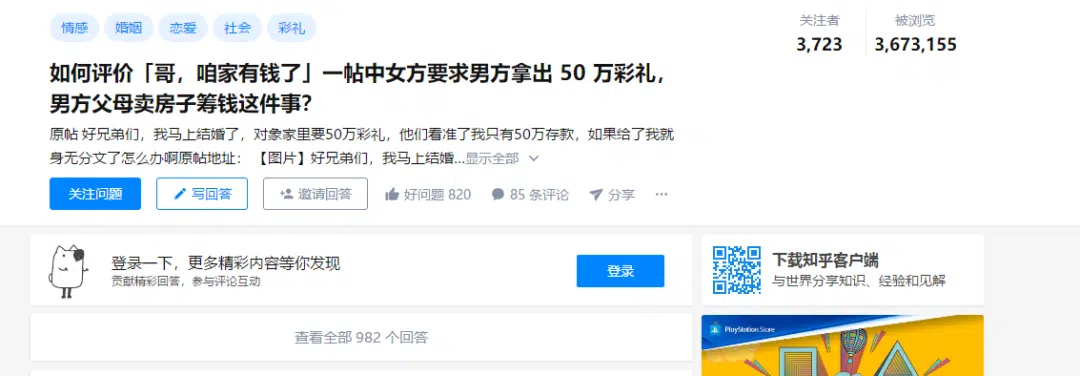 情感 婚姻 恋爱 社会 彩礼
关注者 被浏览
3,723 3,673,155
如何评价「哥，咱家有钱了」一帖中女方要求男方拿出 50 万彩礼，
男方父母卖房子筹钱这件事？
原帖 好兄弟们，我马上结婚了，对象家里要50万彩礼，他们看准了我只有50万存款，如果给了我就
身无分文了怎么办啊原帖地址： 【图片】好兄弟们，我马上结婚...显示全部
关注问题 写回答 邀请回答 好问题 820 85 条评论 分享 ···
登录一下，更多精彩内容等你发现
贡献精彩回答，参与评论互动
登录
下载知乎客户端
与世界分享知识、经验和见解
查看全部 982 个回答
PlayStation Store